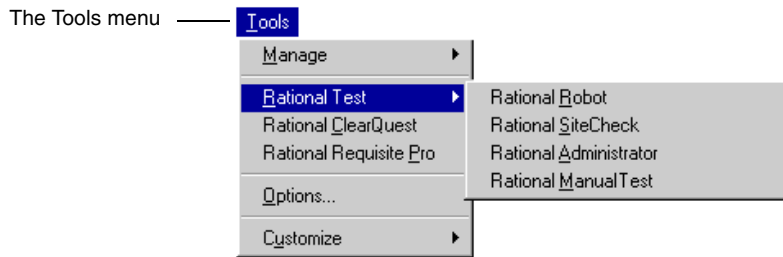 The Tools menu
Tools
Manage
Rational Test
Rational ClearQuest
Rational Requisite Pro
Options...
Customize
Rational Robot
Rational SiteCheck
Rational Administrator
Rational ManualTest